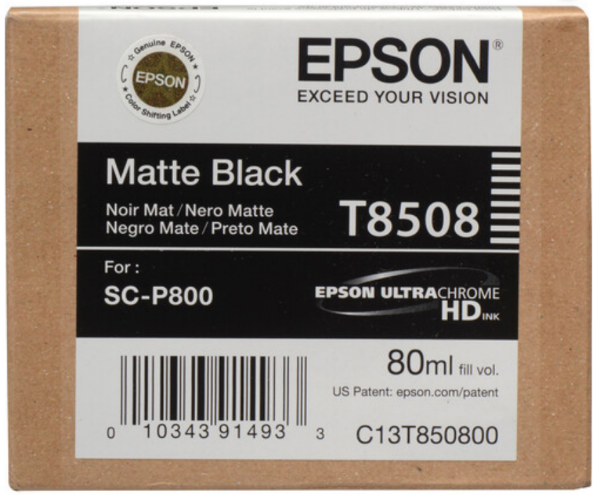 Genuine EPSON
EPSON
Color Shifting Label
EPSON®
EXCEED YOUR VISION
Matte Black
Noir Mat / Nero Matte
Negro Mate / Preto Mate
T8508
For :
SC-P800
EPSON ULTRACHROME
HD INK
80ml fill vol.
US Patent: epson.com/patent
0 10343 91493 3
C13T850800